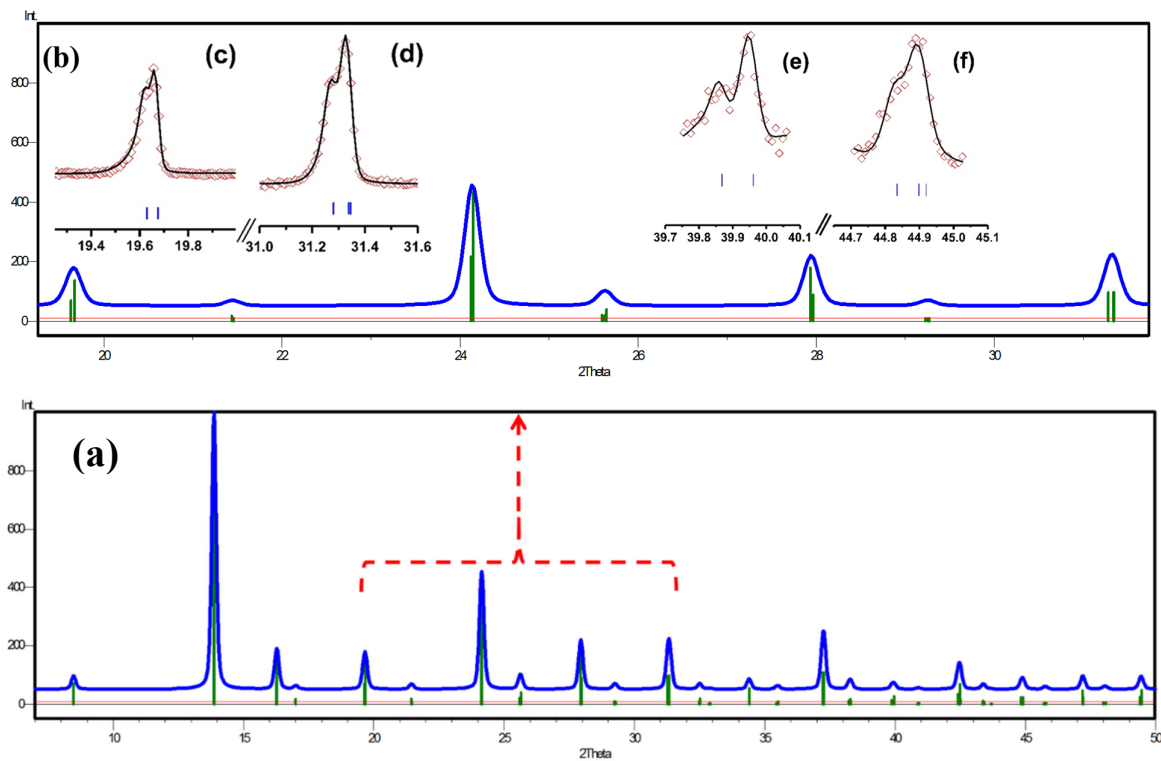 Int.
(b)
(c)
(d)
(e)
(f)
800
600
400
200
0
19.4 19.6 19.8
31.0 31.2 31.4 31.6
39.7 39.8 39.9 40.0 40.1
44.7 44.8 44.9 45.0 45.1
20 22 24 26 28 30
2Theta
Int.
(a)
800
600
400
200
0
10 15 20 25 30 35 40 45 50
2Theta